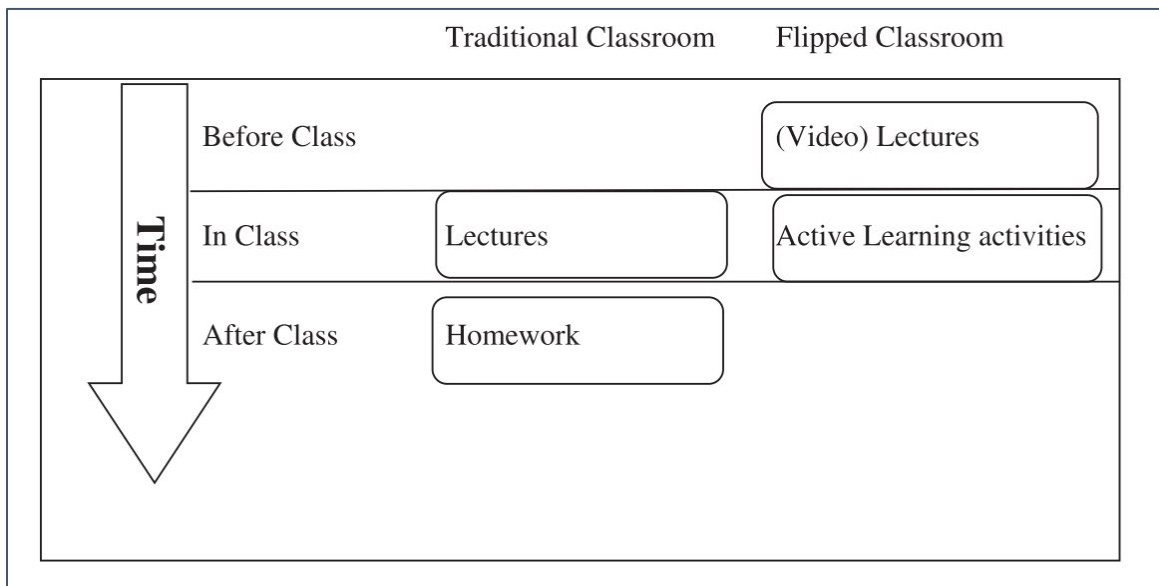 Traditional Classroom Flipped Classroom
Before Class (Video) Lectures
Time
In Class Lectures Active Learning activities
After Class Homework